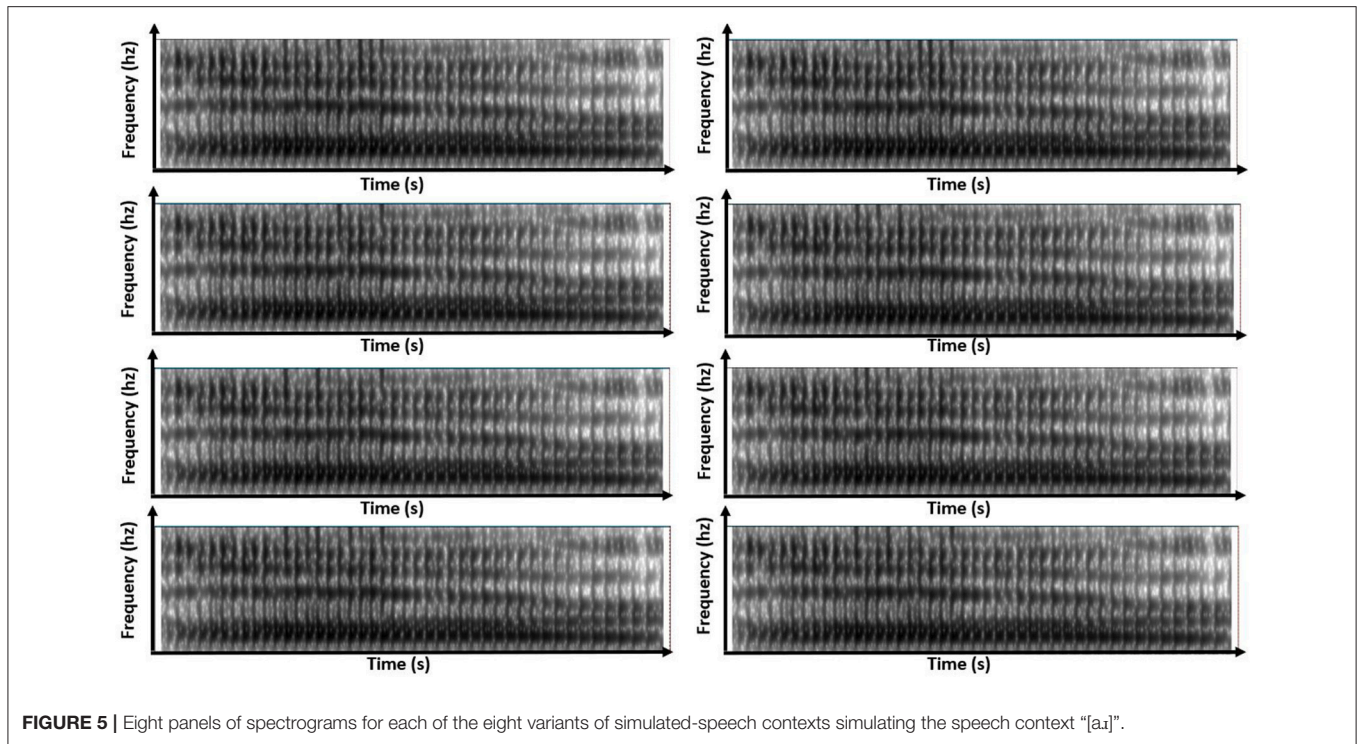 Frequency (hz)
Time (s)
Frequency (hz)
Time (s)
Frequency (hz)
Time (s)
Frequency (hz)
Time (s)
Frequency (hz)
Time (s)
Frequency (hz)
Time (s)
Frequency (hz)
Time (s)
Frequency (hz)
Time (s)
FIGURE 5 | Eight panels of spectrograms for each of the eight variants of simulated-speech contexts simulating the speech context “[aɹ]”.